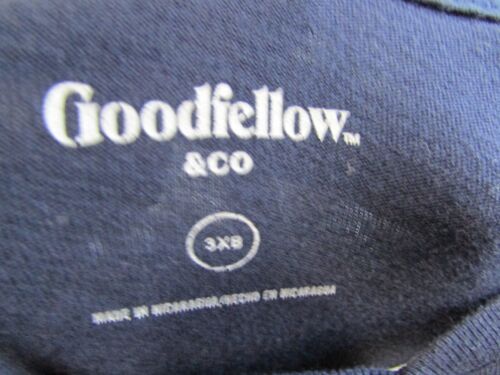 Goodfellow™
& CO
3XB
MADE IN NICARAGUA/HECHO EN NICARAGUA